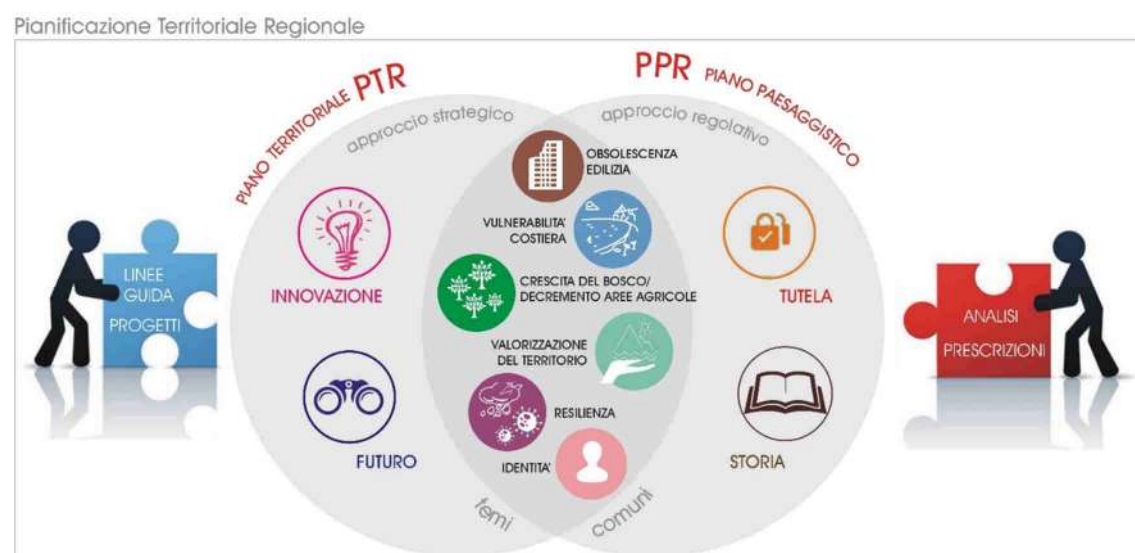 Pianificazione Territoriale Regionale
PIANO TERRITORIALE PTR
PPR PIANO PAESAGGISTICO
approccio strategico
approccio regolativo
OBSOLESCENZA
EDILIZIA
VULNERABILITA'
COSTIERA
CRESCITA DEL BOSCO/
DECREMENTO AREE AGRICOLE
VALORIZZAZIONE
DEL TERRITORIO
RESILIENZA
IDENTITA'
INNOVAZIONE
FUTURO
TUTELA
STORIA
LINEE
GUIDA
PROGETTI
ANALISI
PRESCRIZIONI
temi
comuni